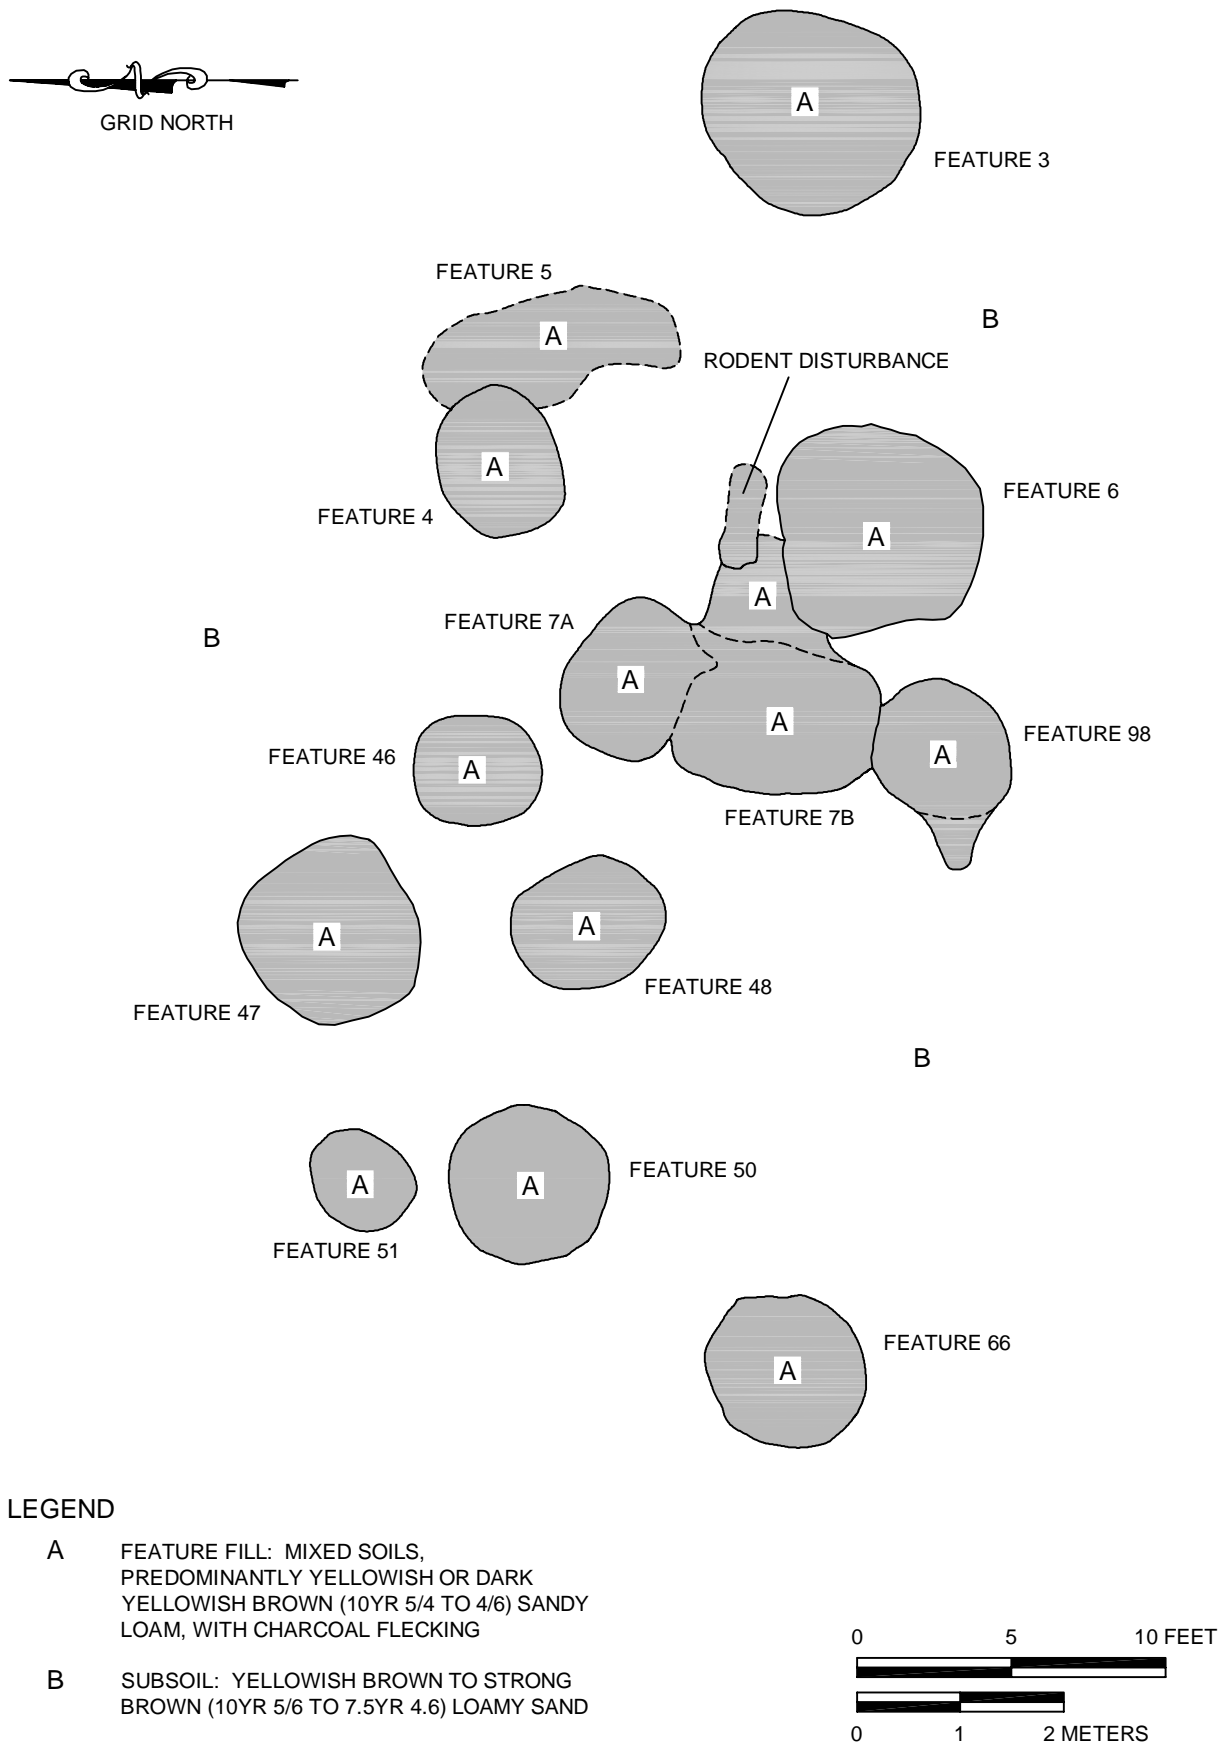 A
GRID NORTH
FEATURE 3
FEATURE 5
A
B
RODENT DISTURBANCE
A
FEATURE 4
FEATURE 6
A
A
FEATURE 7A
B
A
A
FEATURE 98
A
FEATURE 46
A
FEATURE 7B
A
A
FEATURE 48
FEATURE 47
B
FEATURE 50
A
A
FEATURE 51
FEATURE 66
A
LEGEND
A FEATURE FILL: MIXED SOILS,
PREDOMINANTLY YELLOWISH OR DARK
YELLOWISH BROWN (10YR 5/4 TO 4/6) SANDY
LOAM, WITH CHARCOAL FLECKING
B SUBSOIL: YELLOWISH BROWN TO STRONG
BROWN (10YR 5/6 TO 7.5YR 4.6) LOAMY SAND
0 5 10 FEET
0 1 2 METERS